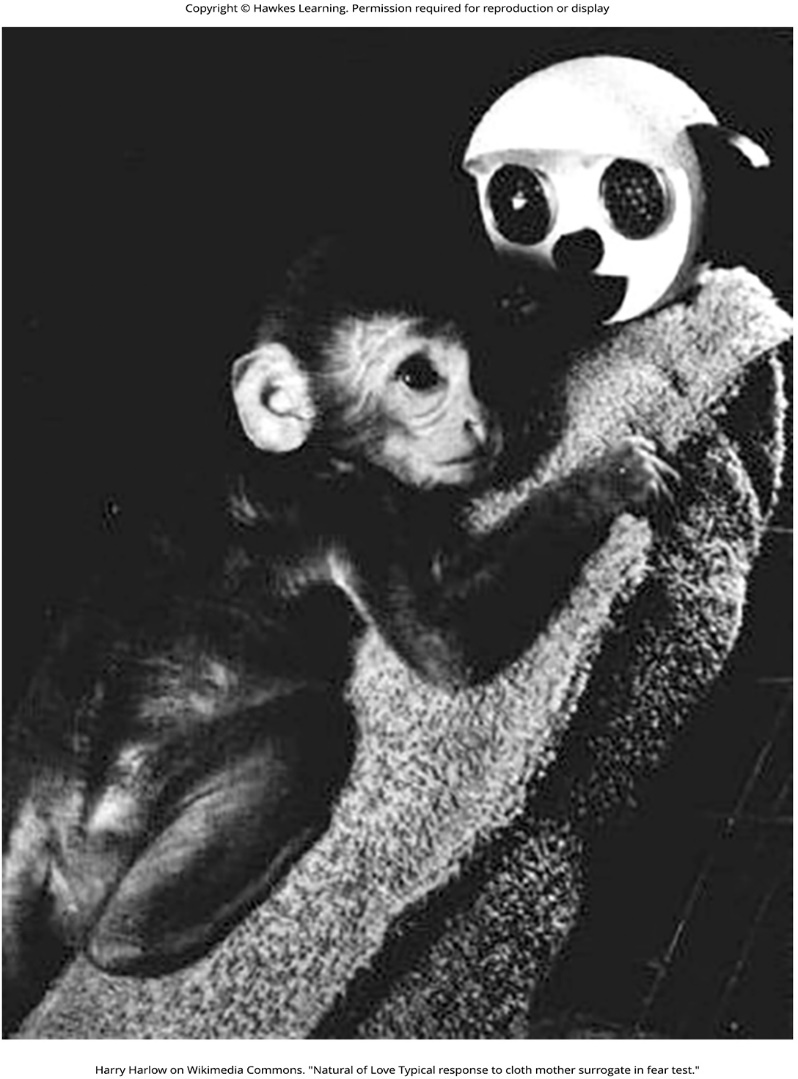 Copyright © Hawkes Learning. Permission required for reproduction or display
Harry Harlow on Wikimedia Commons. "Natural of Love Typical response to cloth mother surrogate in fear test."